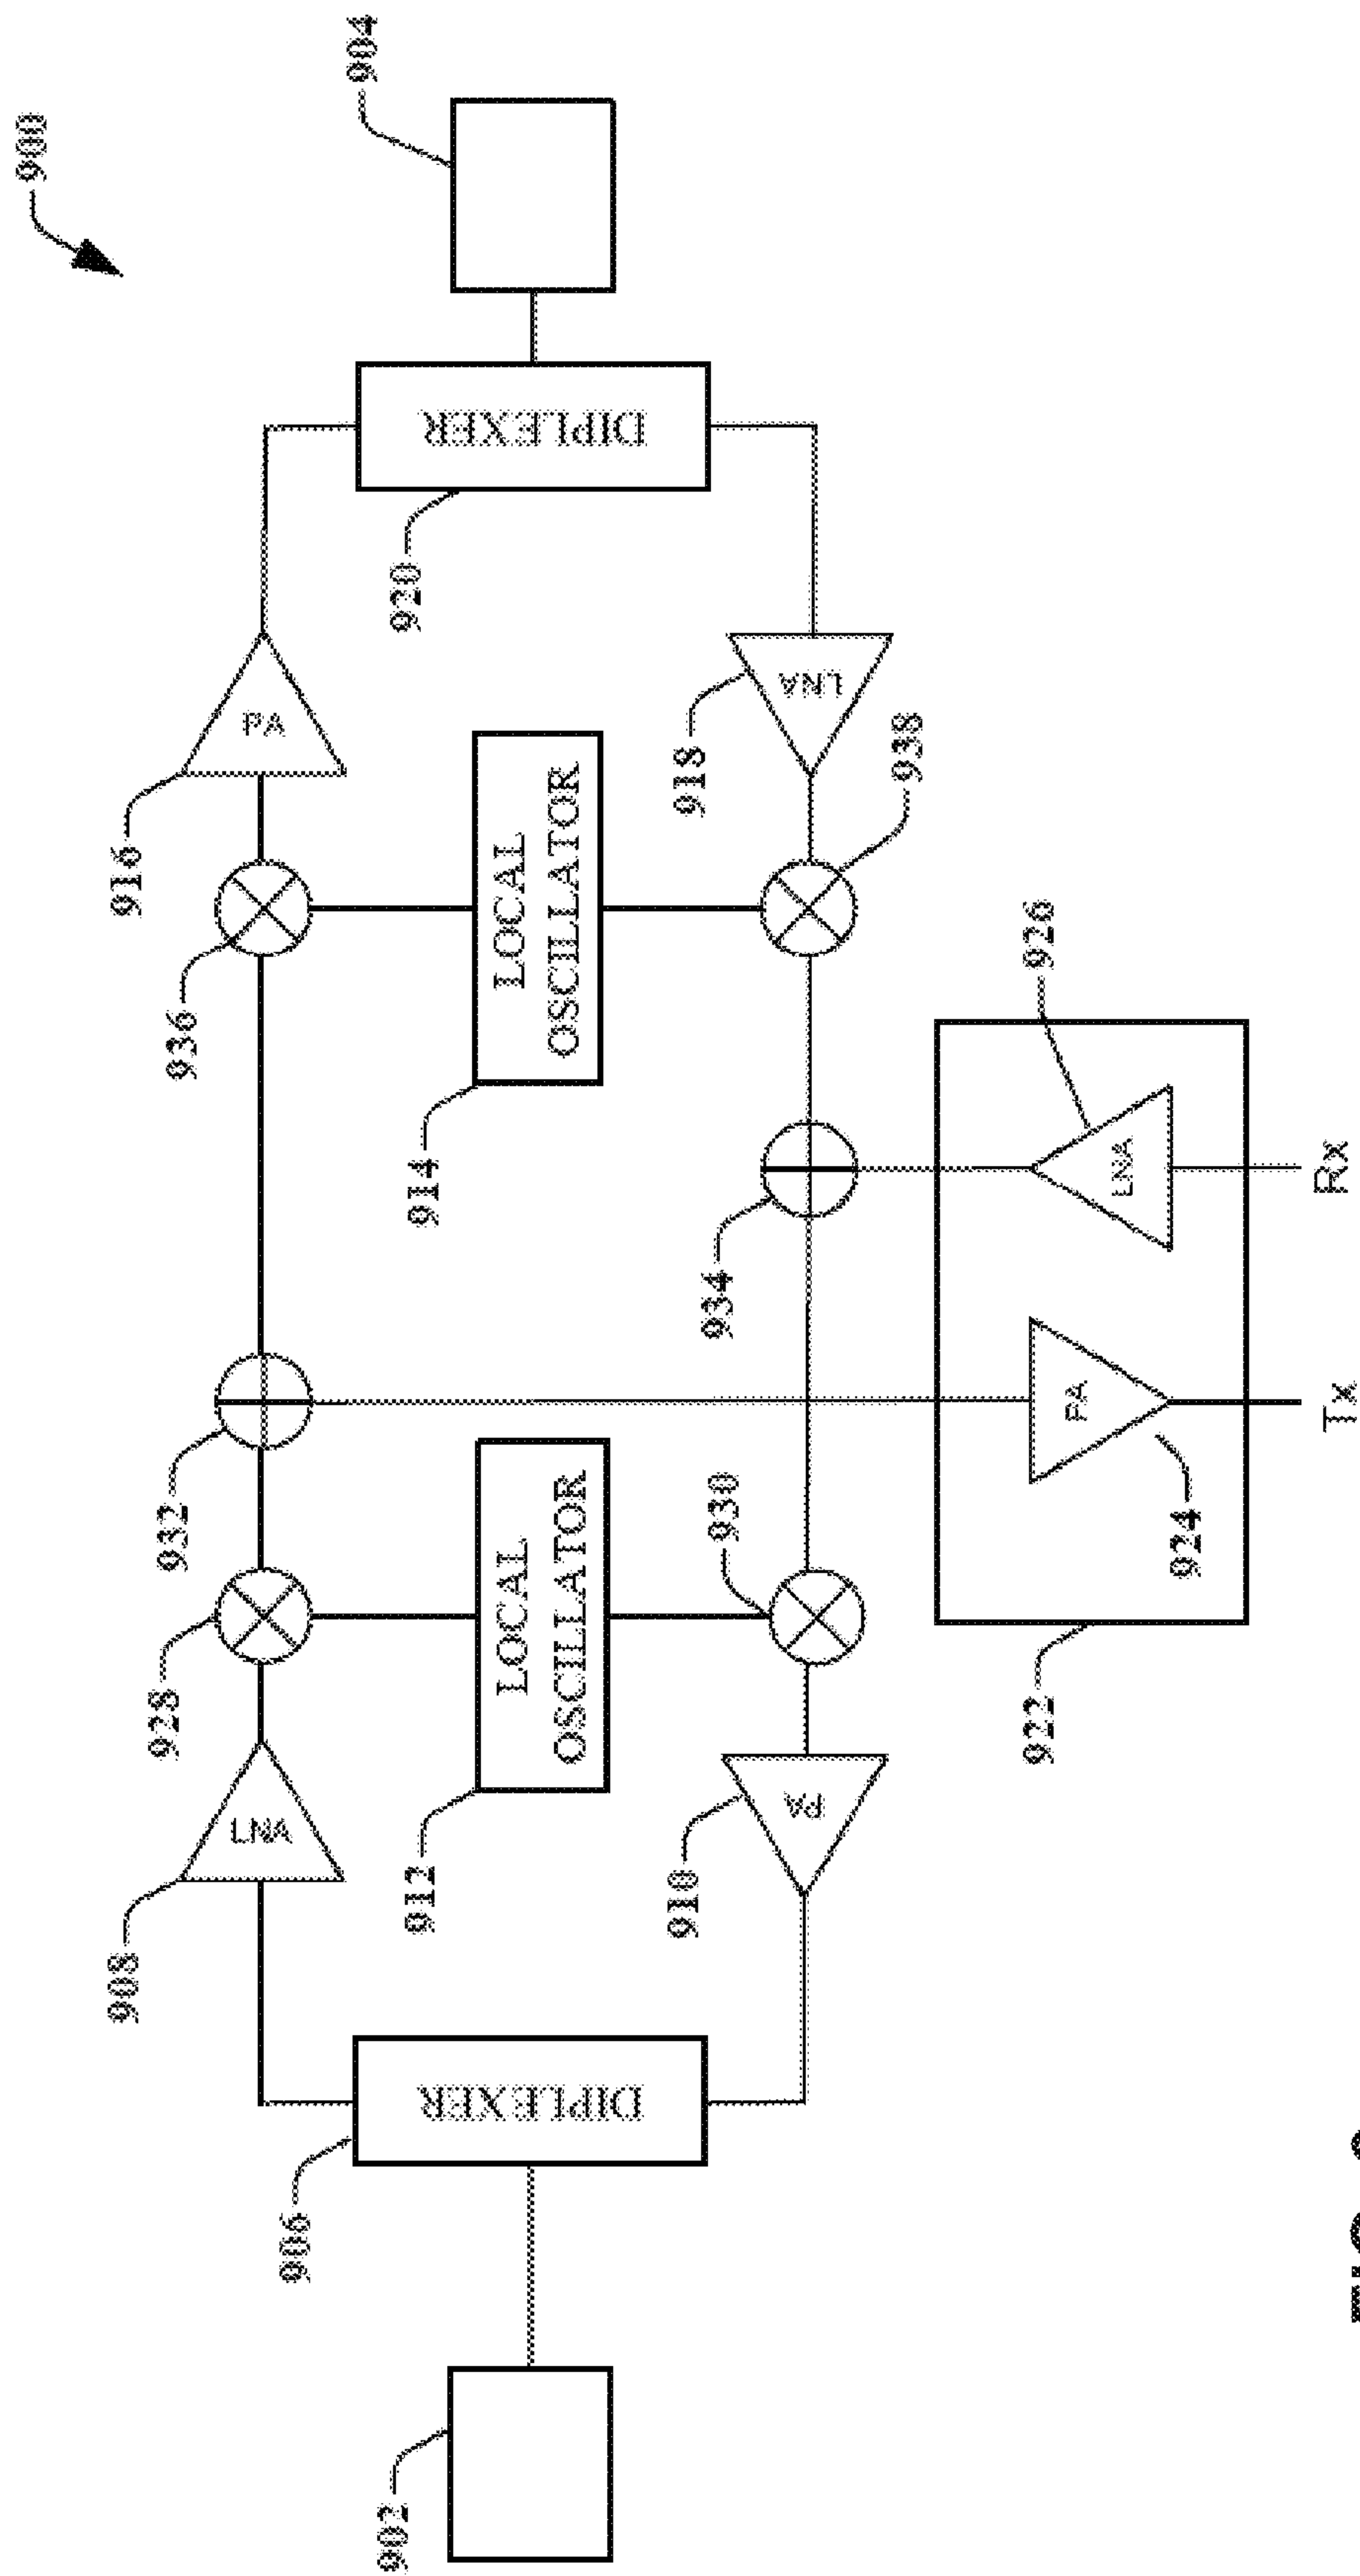 900
902
904
906
DIPLEXER
908
LNA
928
932
936
916
PA
920
DIPLEXER
912
LOCAL
OSCILLATOR
914
LOCAL
OSCILLATOR
910
PA
930
934
938
918
LNA
922
924
PA
926
LNA
Tx
Rx